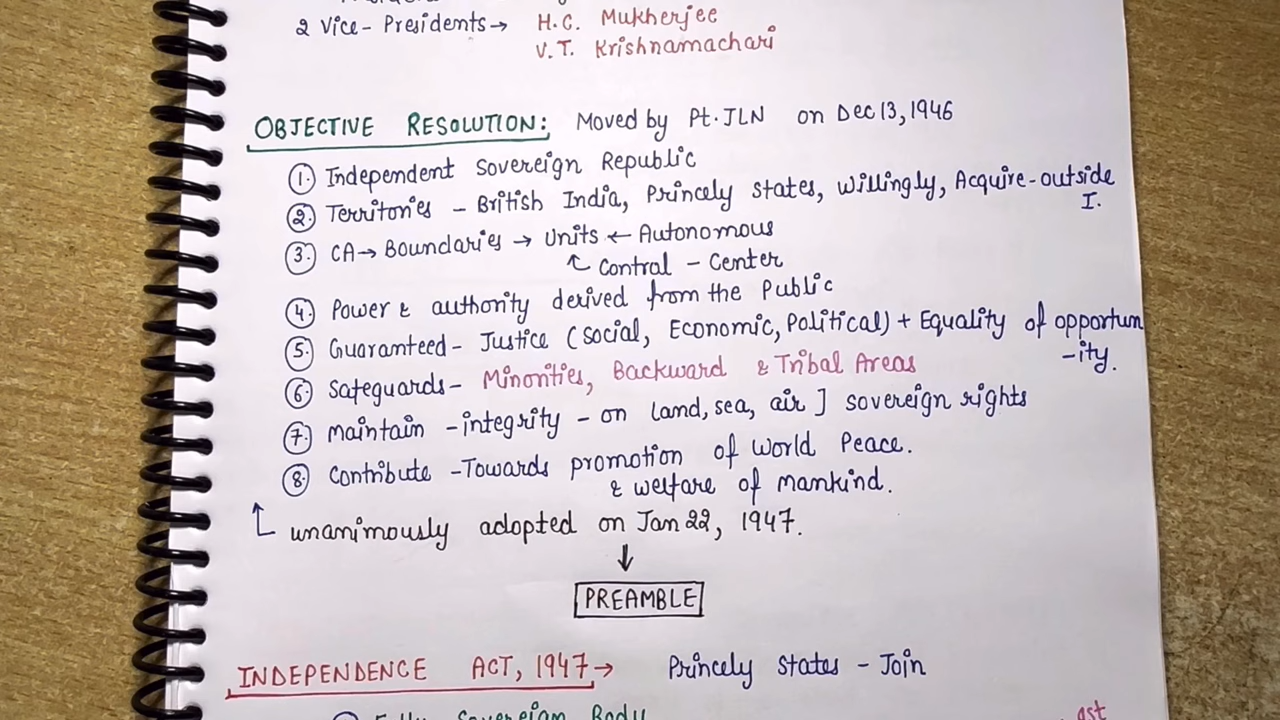 2 Vice-Presidents → H.C. Mukherjee
V.T. Krishnamachari
OBJECTIVE RESOLUTION: Moved by Pt. JLN on Dec 13, 1946
1. Independent Sovereign Republic
2. Territories - British India, Princely States, Willingly, Acquire-outside
I.
3. CA → Boundaries → Units ← Autonomous
↑ Contral - Center
4. Power & authority derived from the Public
5. Guaranteed - Justice (Social, Economic, Political) + Equality of opportun
-ity.
6. Safeguards - Minorities, Backward & Tribal Areas
7. Maintain - integrity - on land, sea, air ] sovereign rights
8. Contribute - Towards promotion of World Peace.
& welfare of mankind.
↑ unanimously adopted on Jan 22, 1947.
↓
PREAMBLE
INDEPENDENCE ACT, 1947 → Princely States - Join
Sovereign Body
ast